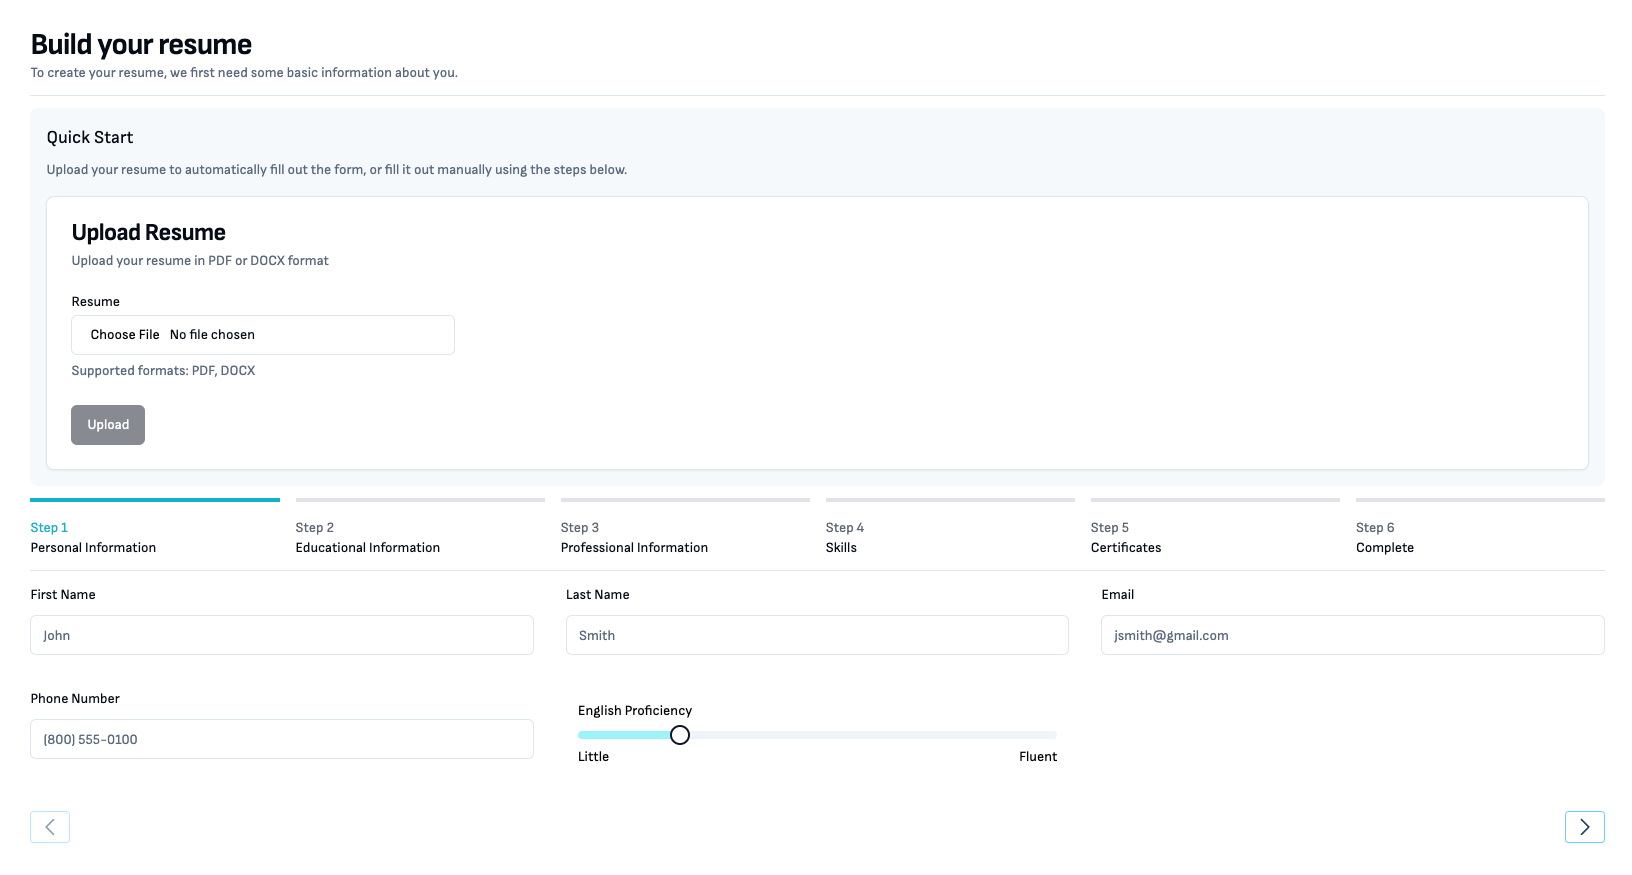 Build your resume
To create your resume, we first need some basic information about you.
Quick Start
Upload your resume to automatically fill out the form, or fill it out manually using the steps below.
Upload Resume
Upload your resume in PDF or DOCX format
Resume
Choose File No file chosen
Supported formats: PDF, DOCX
Upload
Step 1
Personal Information
Step 2
Educational Information
Step 3
Professional Information
Step 4
Skills
Step 5
Certificates
Step 6
Complete
First Name
John
Last Name
Smith
Email
jsmith@gmail.com
Phone Number
(800) 555-0100
English Proficiency
Little
Fluent